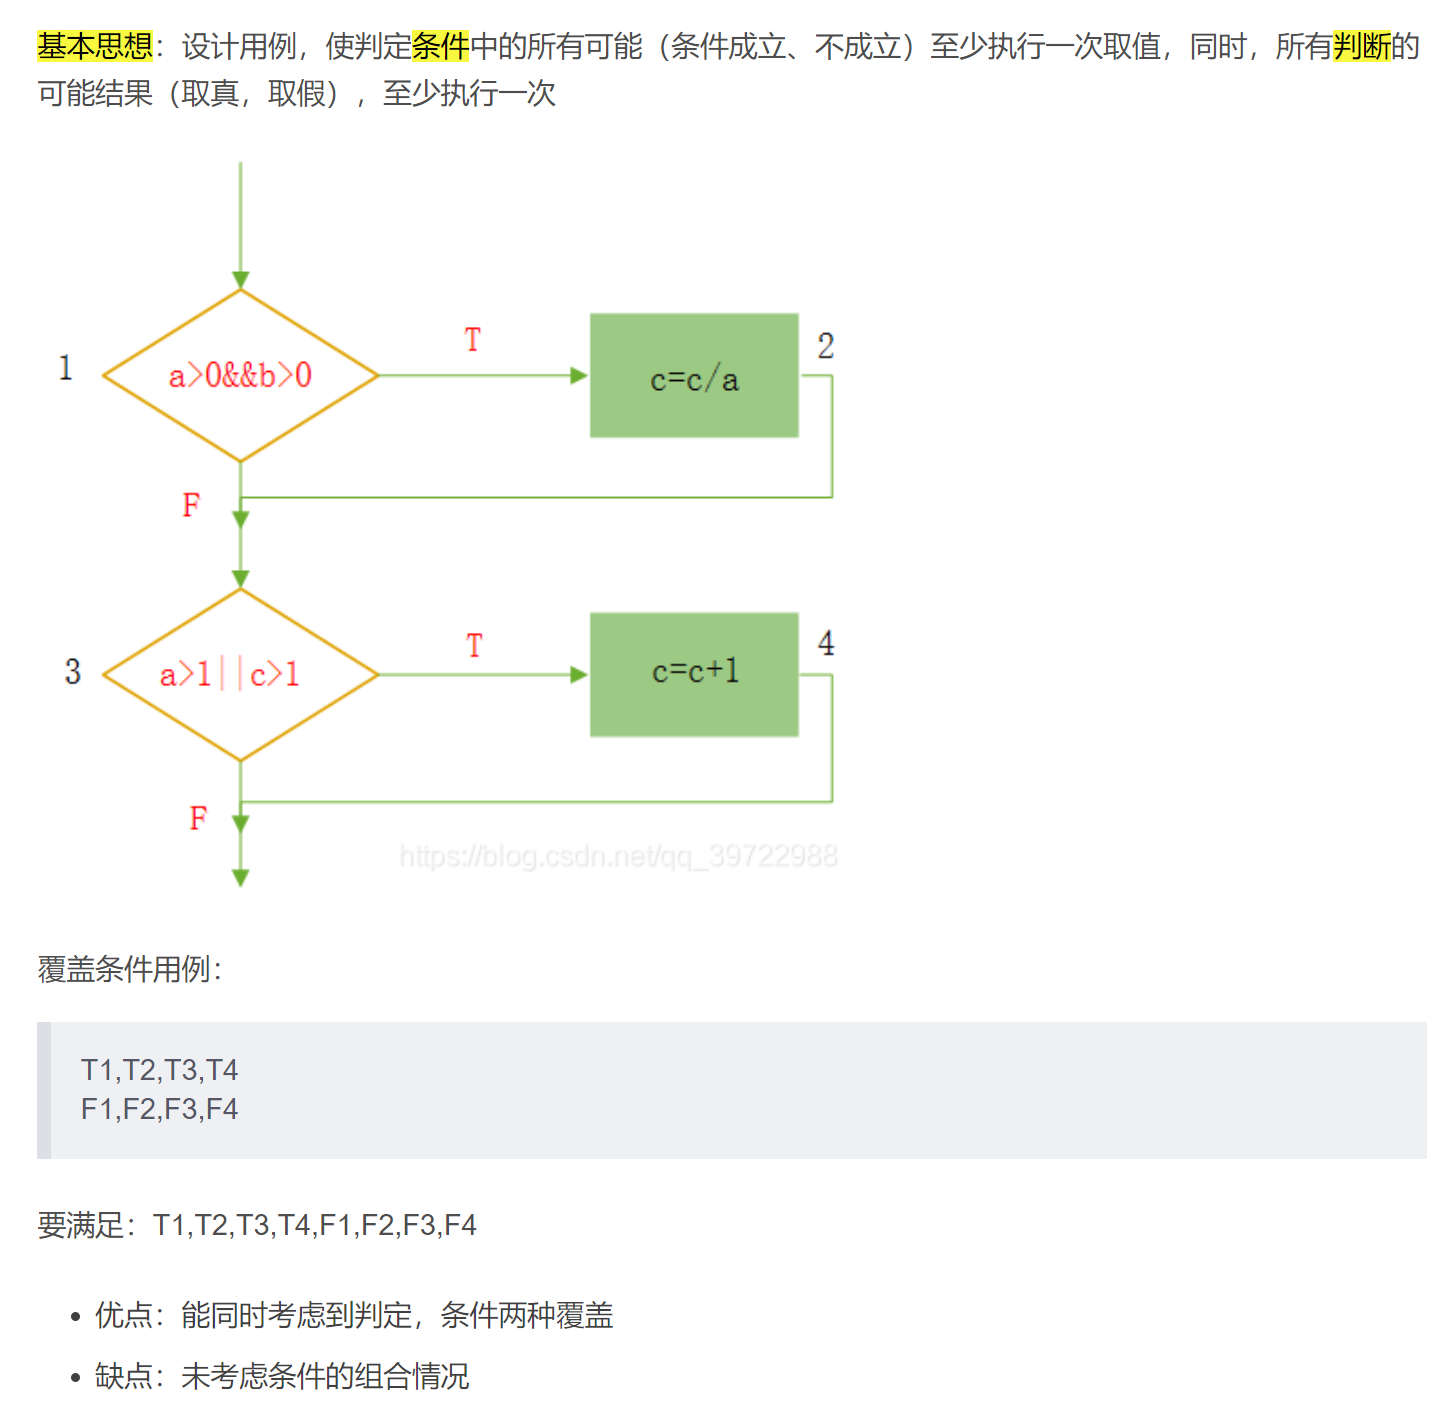 基本思想：设计用例，使判定条件中的所有可能（条件成立、不成立）至少执行一次取值，同时，所有判断的
可能结果（取真，取假），至少执行一次
1
a>0&&b>0
T
c=c/a
2
F
3
a>1||c>1
T
c=c+1
4
F
https://blog.csdn.net/qq_39722988
覆盖条件用例：
T1,T2,T3,T4
F1,F2,F3,F4
要满足：T1,T2,T3,T4,F1,F2,F3,F4
• 优点：能同时考虑到判定，条件两种覆盖
• 缺点：未考虑条件的组合情况